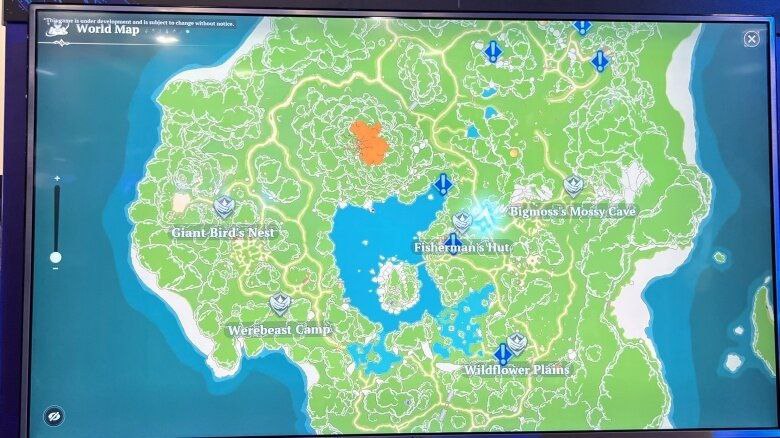 *This game is under development and is subject to change without notice.
World Map
Giant Bird's Nest
Bigmoss's Mossy Cave
Fisherman's Hut
Werebeast Camp
Wildflower Plains